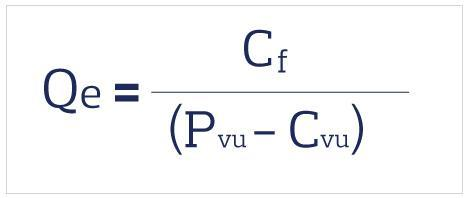 Qe = Cf
(Pvu – Cvu)